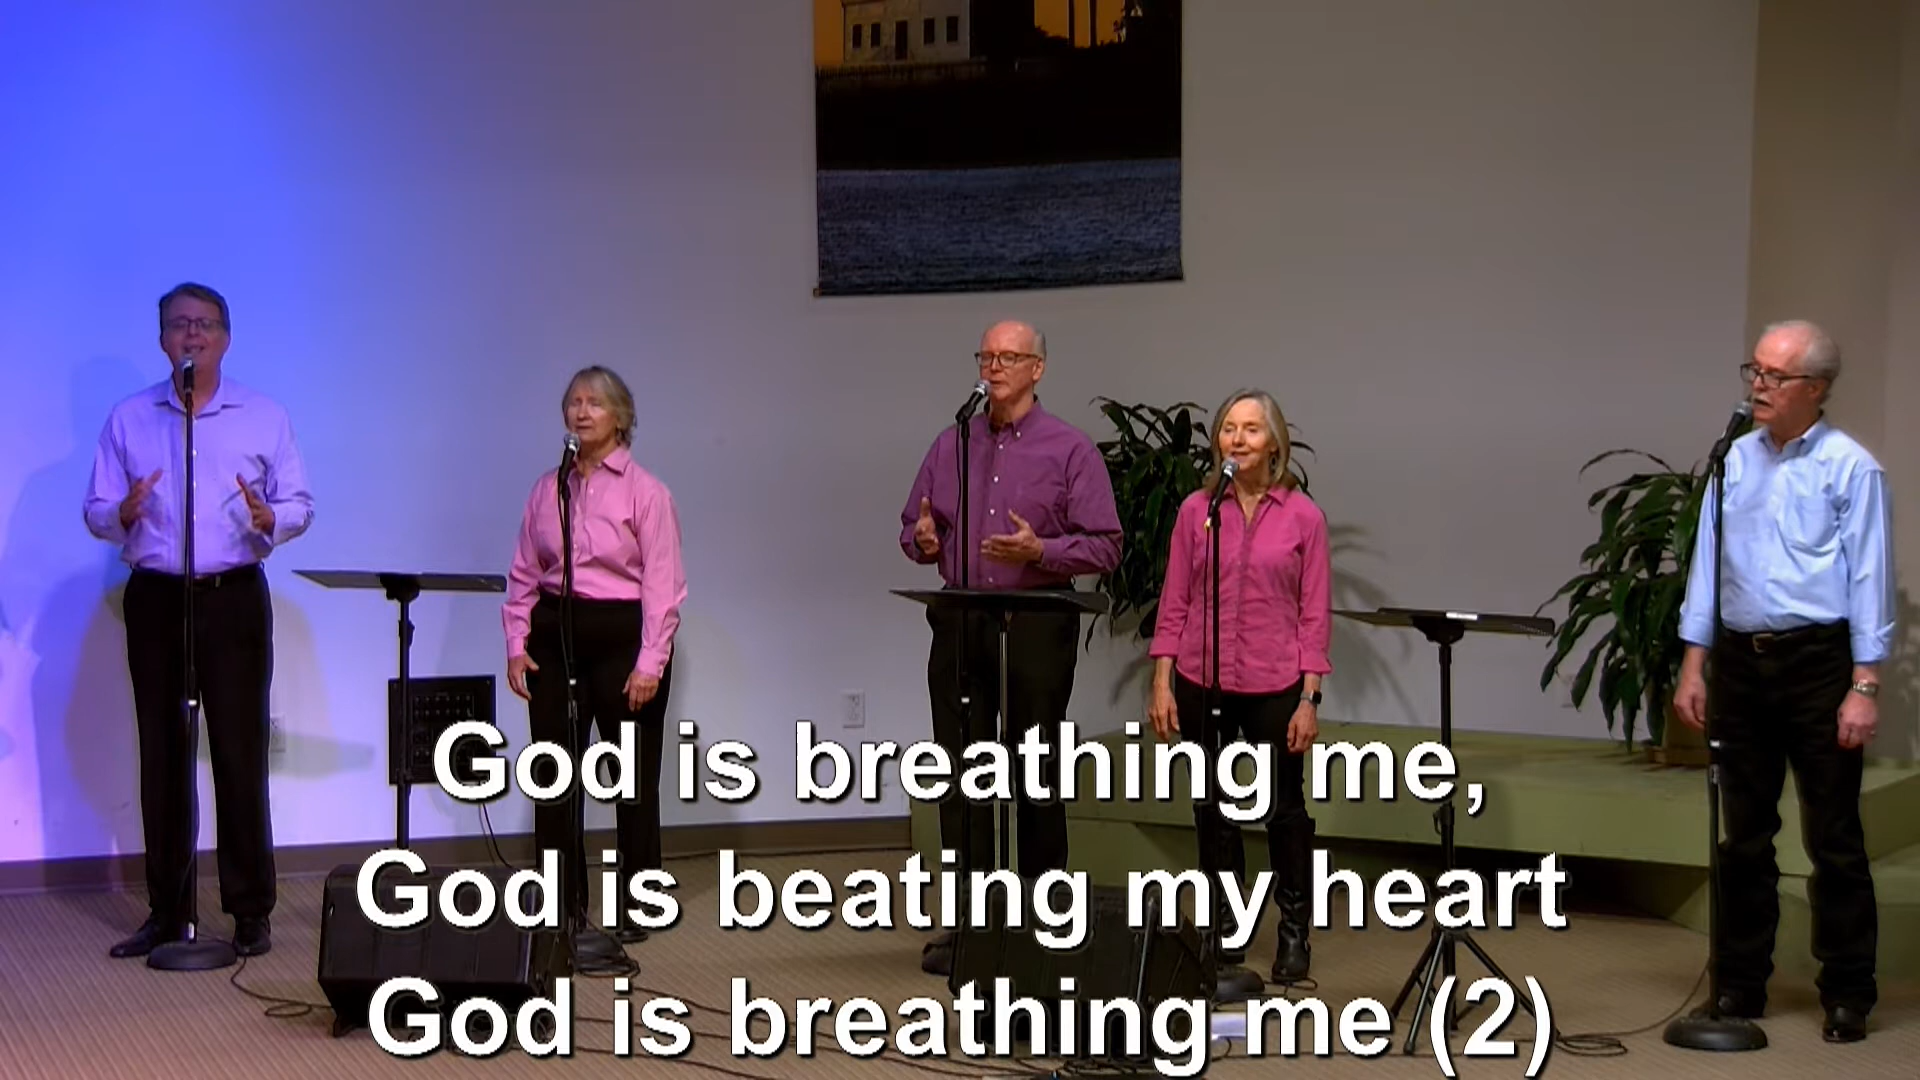 God is breathing me,
God is beating my heart
God is breathing me (2)